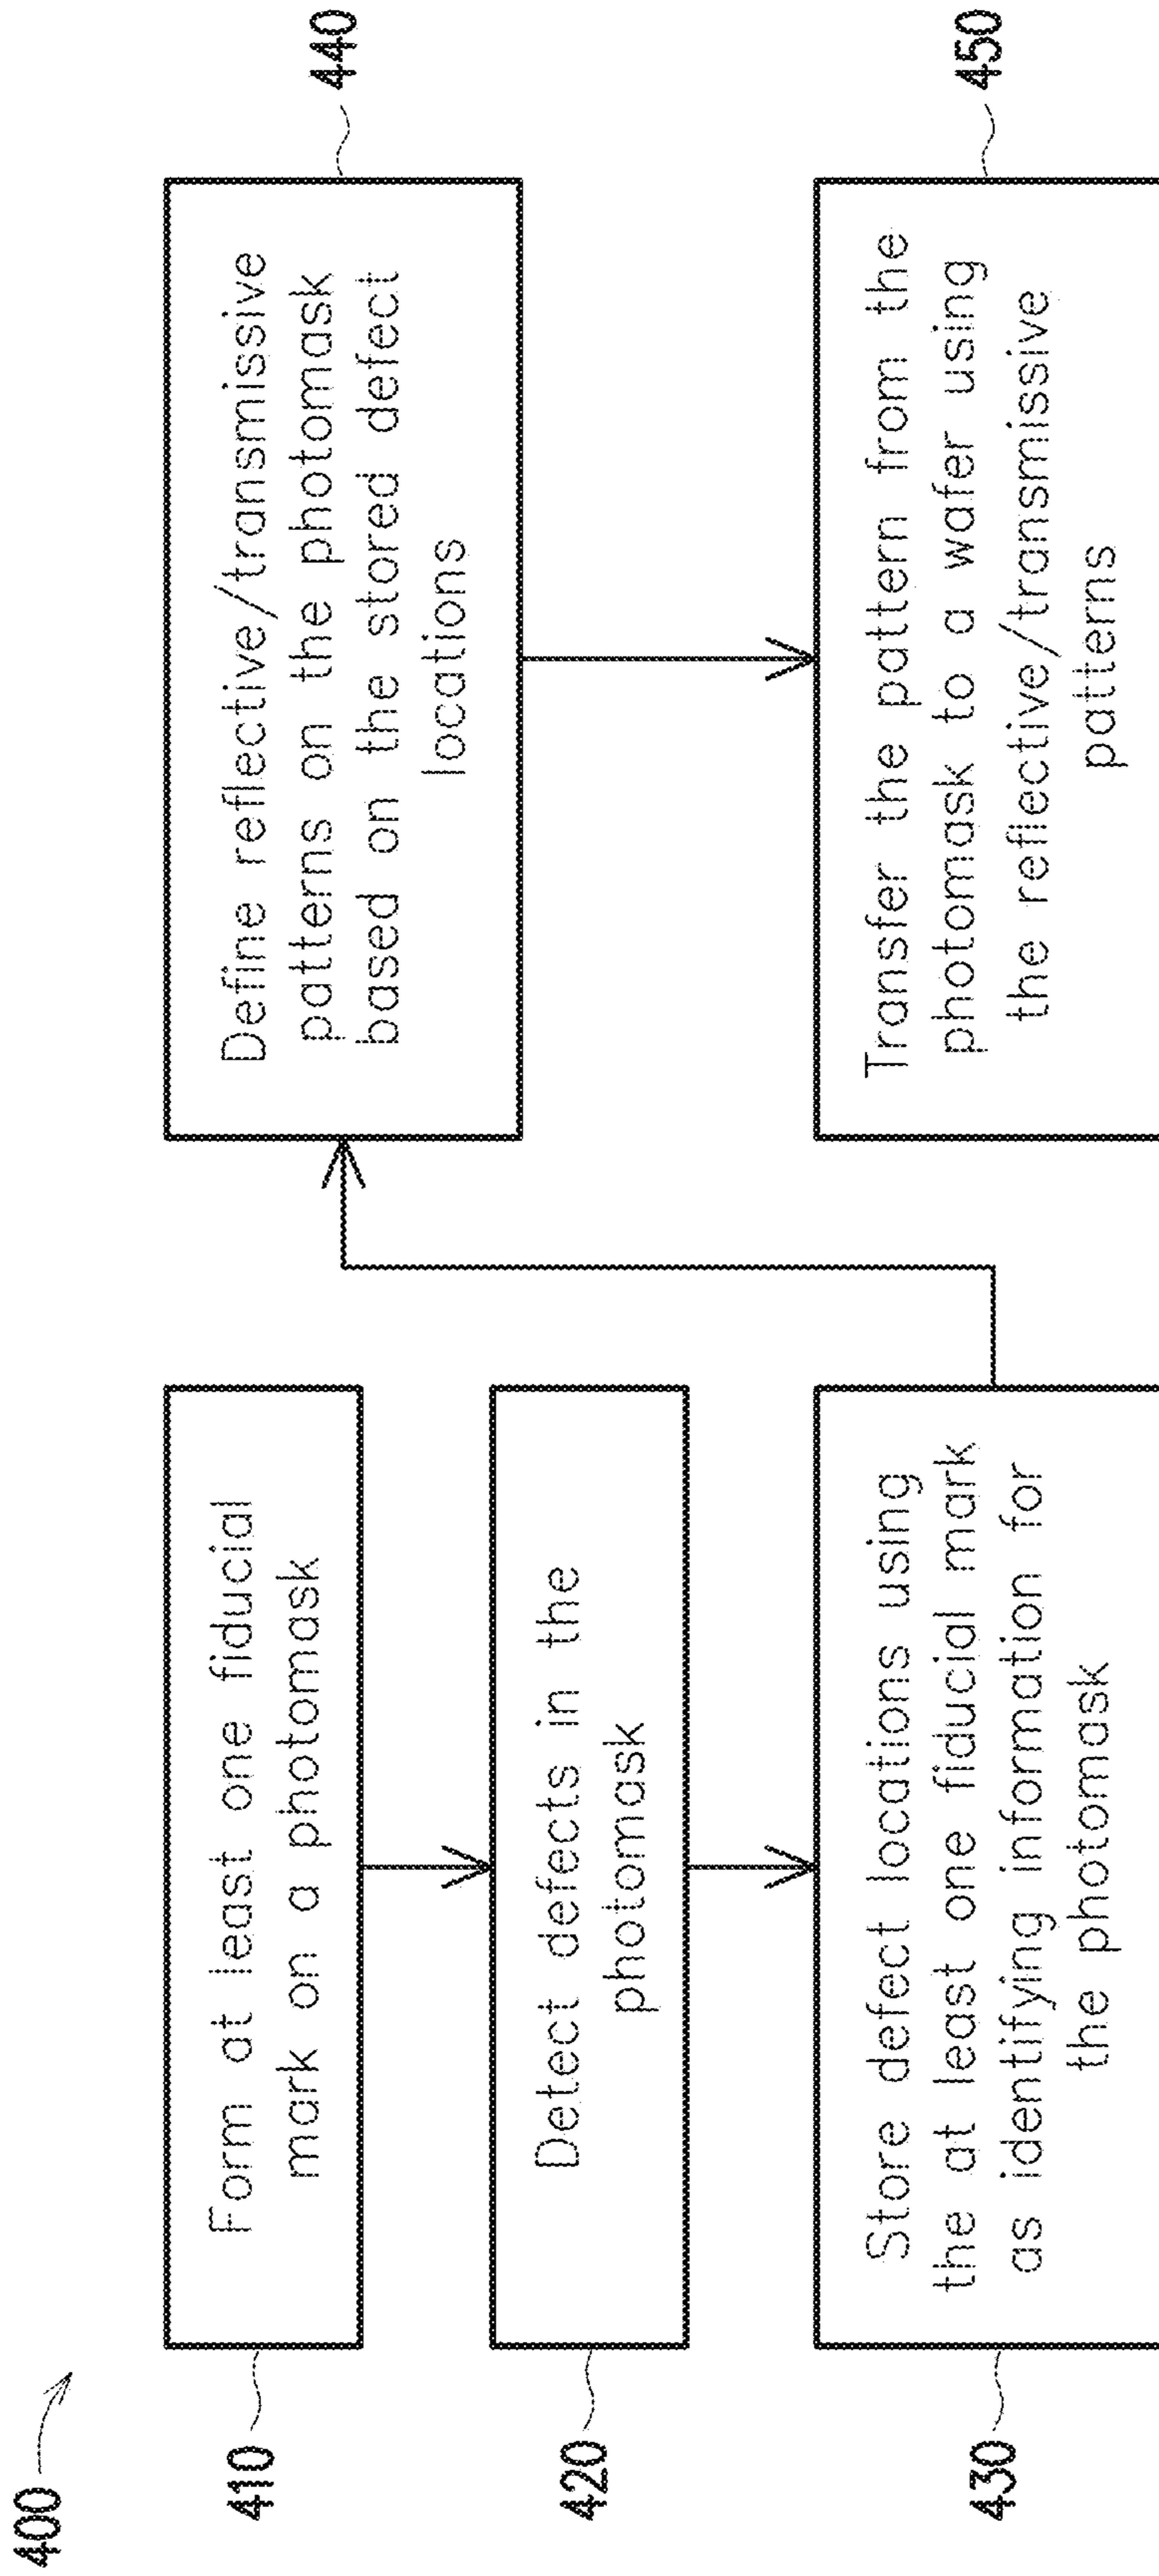 400
410
Form at least one fiducial
mark on a photomask
420
Detect defects in the
photomask
430
Store defect locations using
the at least one fiducial mark
as identifying information for
the photomask
440
Define reflective/transmissive
patterns on the photomask
based on the stored defect
locations
450
Transfer the pattern from the
photomask to a wafer using
the reflective/transmissive
patterns